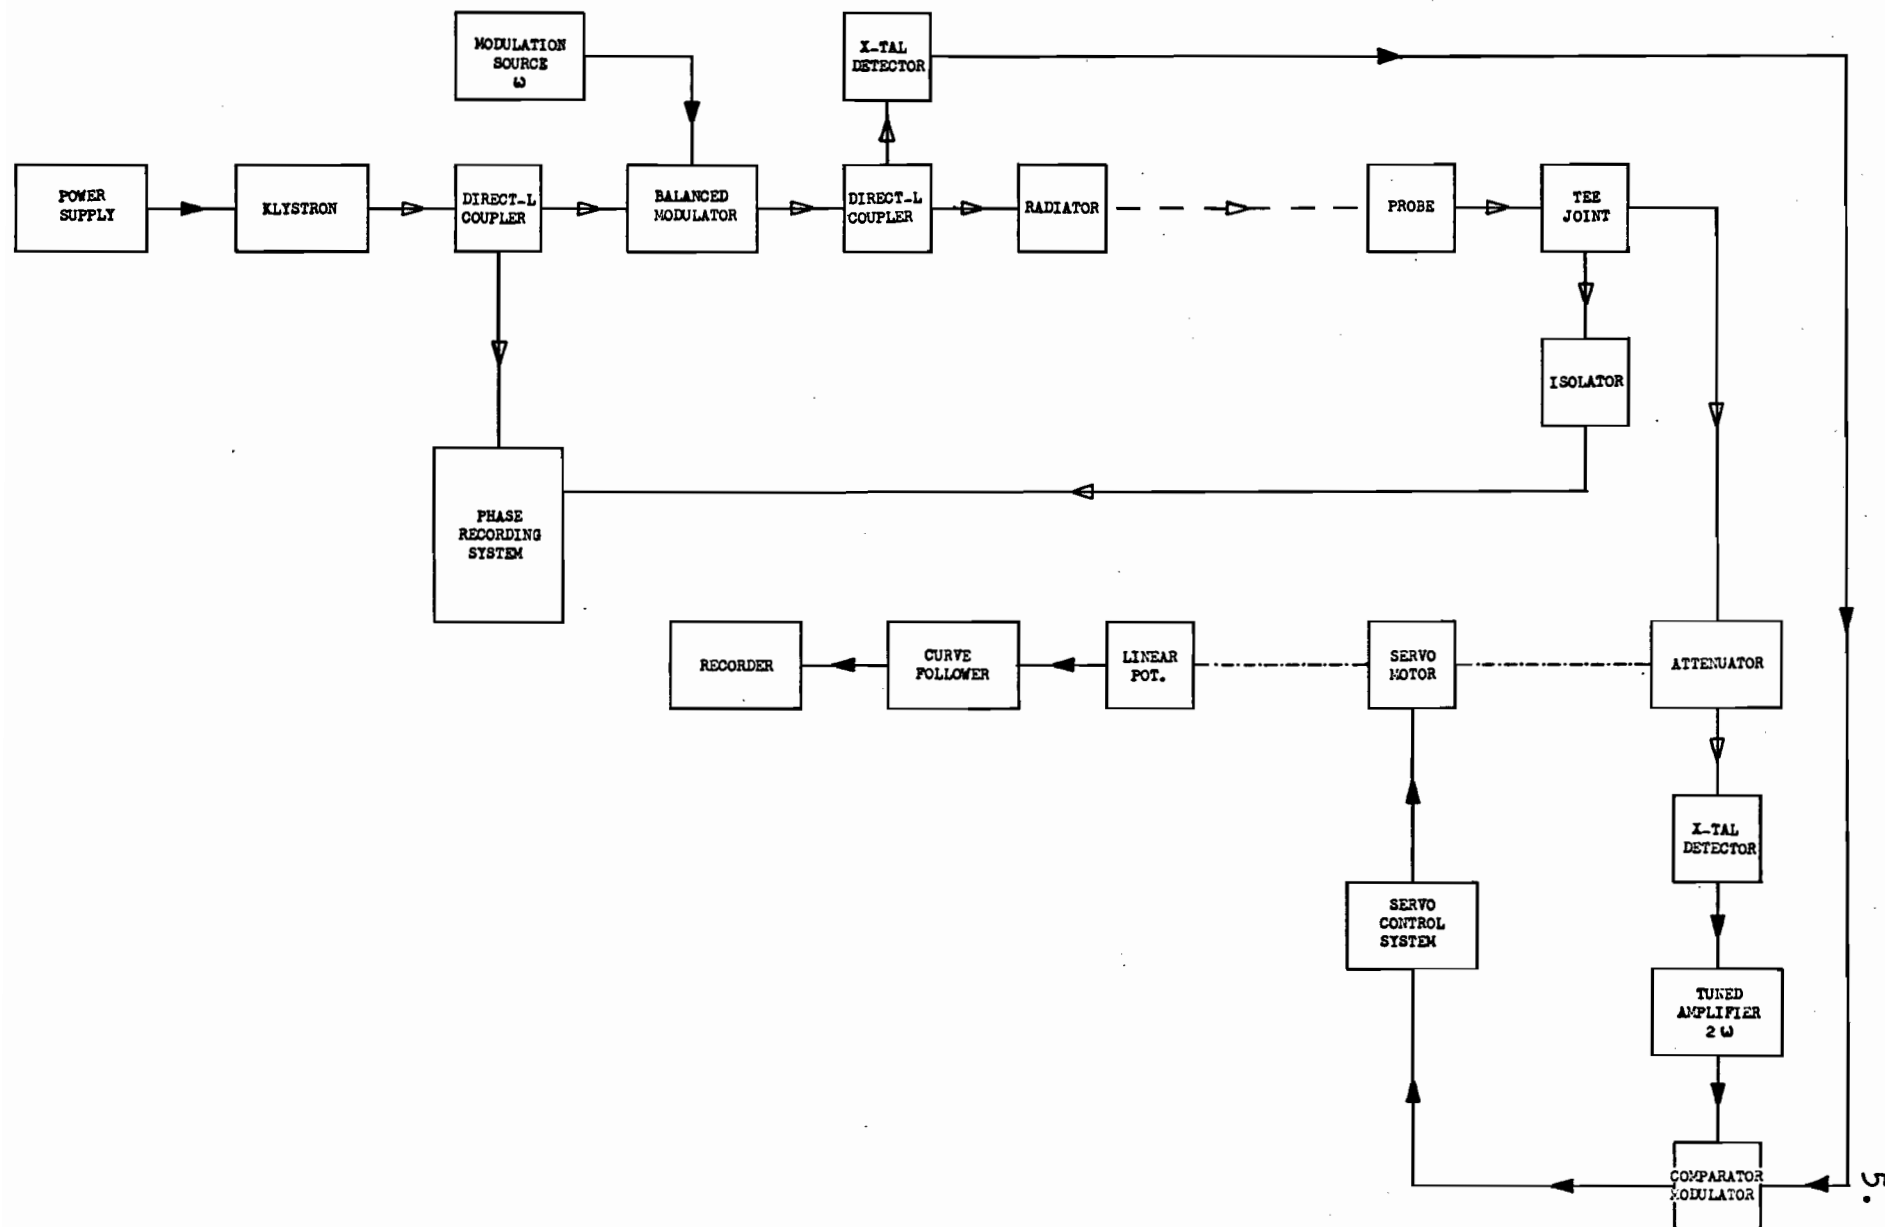 MODULATION
SOURCE
ω
X-TAL
DETECTOR
POWER
SUPPLY
KLYSTRON
DIRECT-L
COUPLER
BALANCED
MODULATOR
DIRECT-L
COUPLER
RADIATOR
PROBE
TEE
JOINT
ISOLATOR
PHASE
RECORDING
SYSTEM
RECORDER
CURVE
FOLLOWER
LINEAR
POT.
SERVO
MOTOR
ATTENUATOR
X-TAL
DETECTOR
SERVO
CONTROL
SYSTEM
TUNED
AMPLIFIER
2 ω
COMPARATOR
MODULATOR
5.